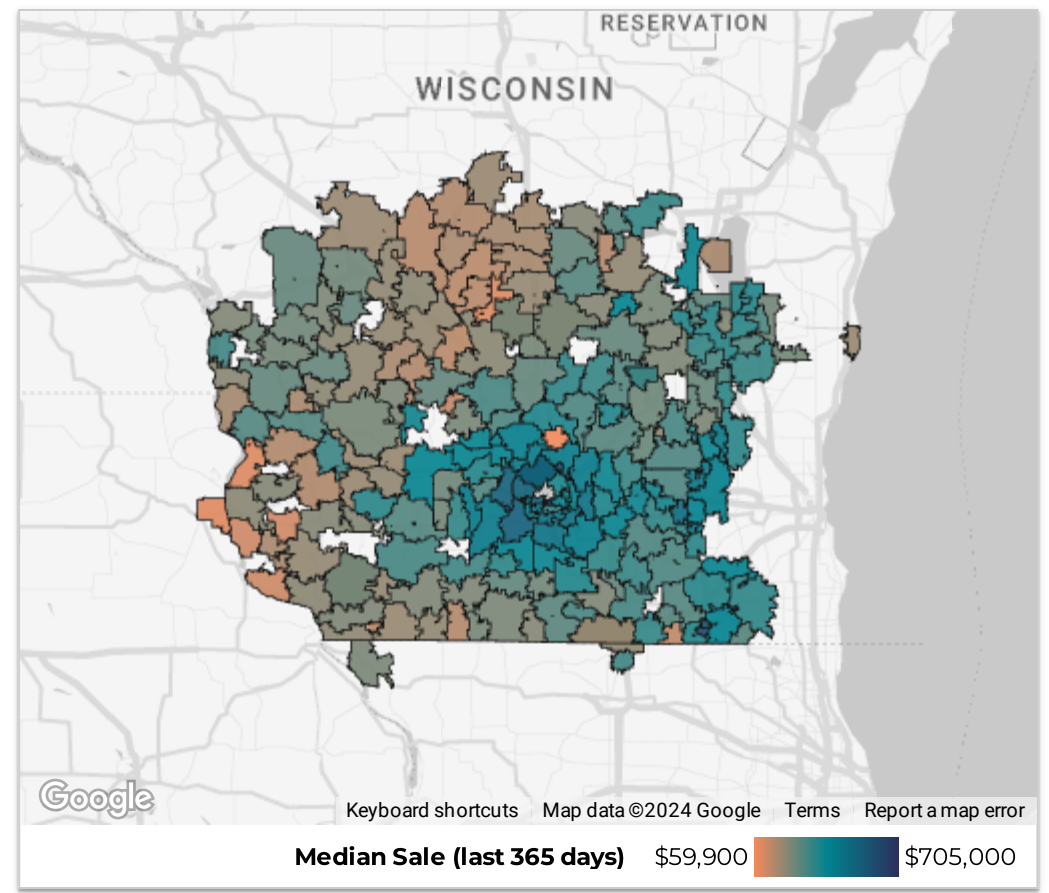 RESERVATION
WISCONSIN
Google
Keyboard shortcuts Map data ©2024 Google Terms Report a map error
Median Sale (last 365 days) $59,900 $705,000